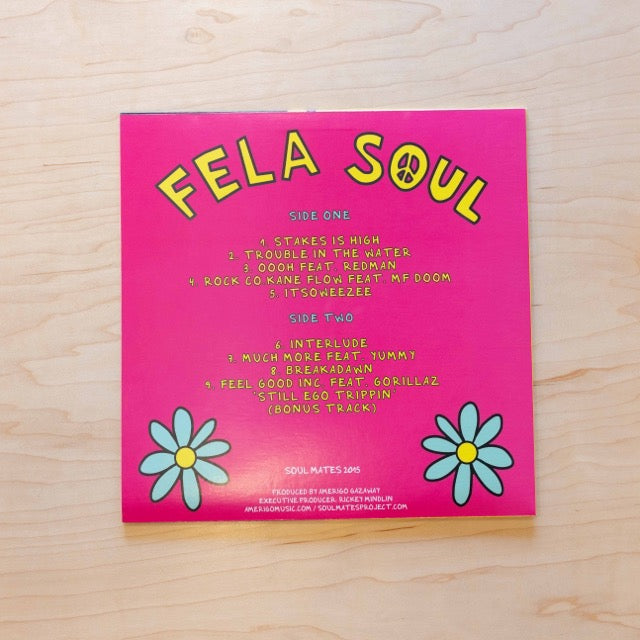 FELA SOUL
SIDE ONE
1. STAKES IS HIGH
2. TROUBLE IN THE WATER
3. OOOH FEAT. REDMAN
4. ROCK CO KANE FLOW FEAT. MF DOOM
5. ITSOWEEZEE
SIDE TWO
6. INTERLUDE
7. MUCH MORE FEAT. YUMMY
8. BREAKADAWN
9. FEEL GOOD INC. FEAT. GORILLAZ
"STILL EGO TRIPPIN"
(BONUS TRACK)
SOUL MATES 2015
PRODUCED BY AMERIGO GAZAWAY
EXECUTIVE PRODUCER: RICKEY MINDLIN
AMERIGOMUSIC.COM / SOULMATESPROJECT.COM